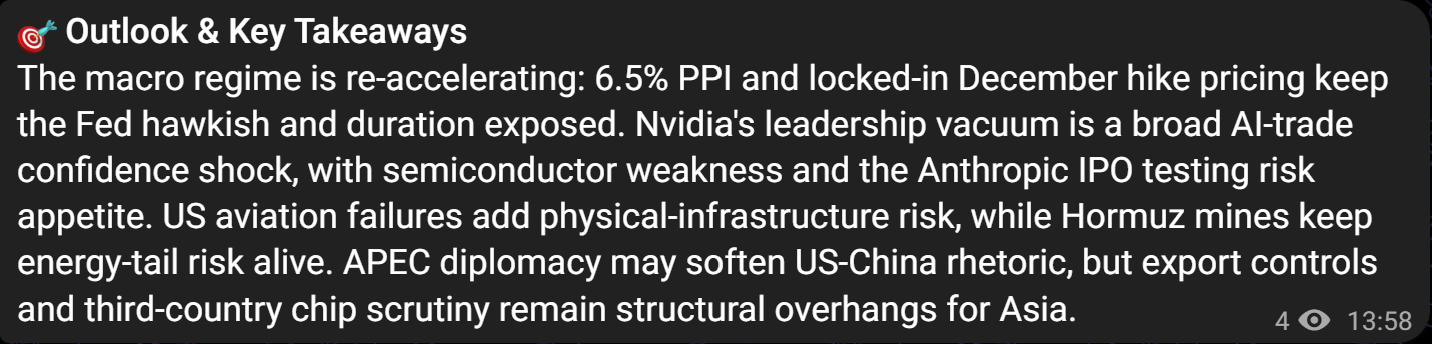 🎯 Outlook & Key Takeaways
The macro regime is re-accelerating: 6.5% PPI and locked-in December hike pricing keep
the Fed hawkish and duration exposed. Nvidia's leadership vacuum is a broad AI-trade
confidence shock, with semiconductor weakness and the Anthropic IPO testing risk
appetite. US aviation failures add physical-infrastructure risk, while Hormuz mines keep
energy-tail risk alive. APEC diplomacy may soften US-China rhetoric, but export controls
and third-country chip scrutiny remain structural overhangs for Asia.
4 13:58